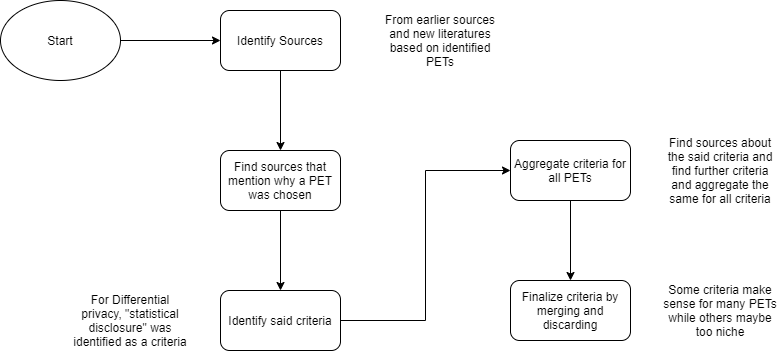 Start
Identify Sources
From earlier sources
and new literatures
based on identified
PETs
Find sources that
mention why a PET
was chosen
Aggregate criteria for
all PETs
Find sources about
the said criteria and
find further criteria
and aggregate the
same for all criteria
For Differential
privacy, "statistical
disclosure" was
identified as a criteria
Identify said criteria
Finalize criteria by
merging and
discarding
Some criteria make
sense for many PETs
while others maybe
too niche